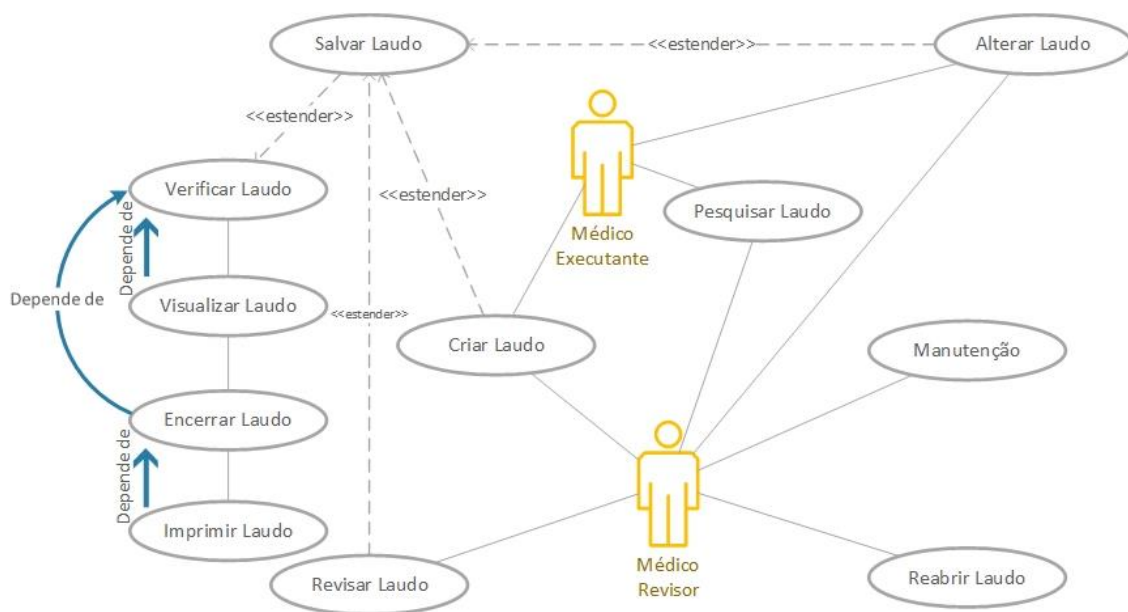 Salvar Laudo
<<estender>>
Alterar Laudo
<<estender>>
Verificar Laudo
<<estender>>
Pesquisar Laudo
Médico
Executante
Depende de
Depende de
Visualizar Laudo
<<estender>>
Criar Laudo
Manutenção
Encerrar Laudo
Depende de
Imprimir Laudo
Médico
Revisor
Revisar Laudo
Reabrir Laudo